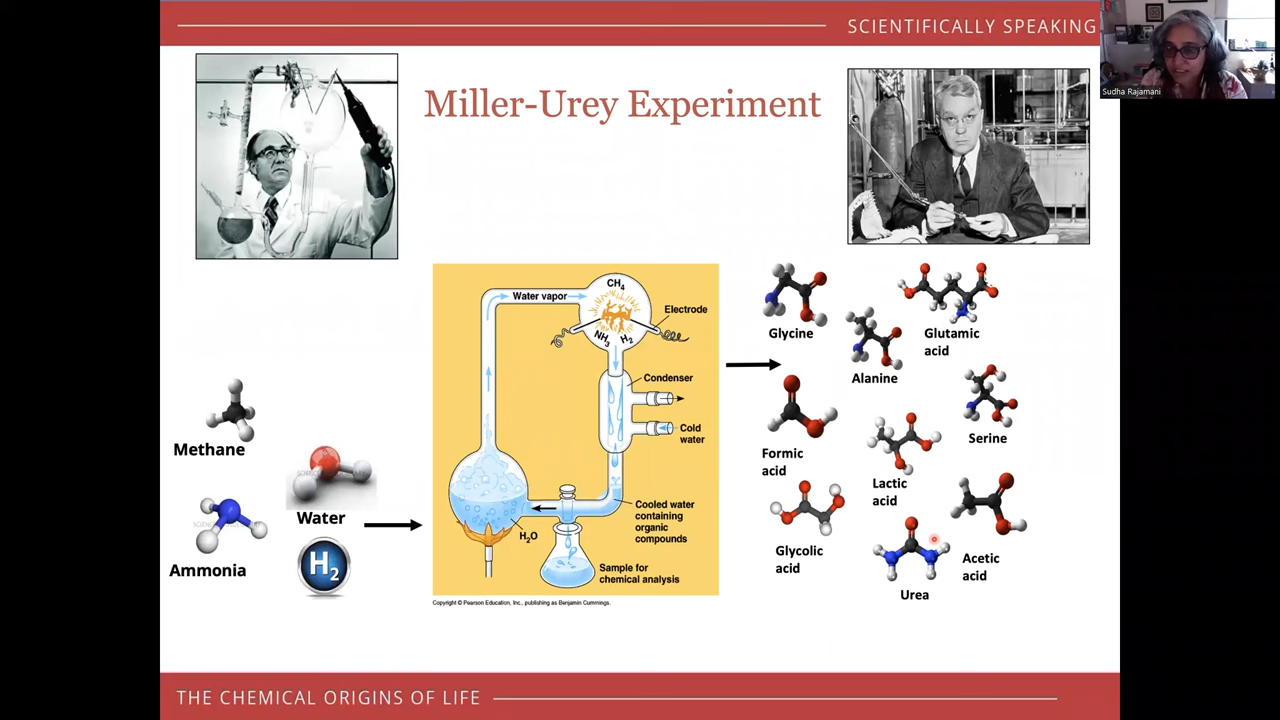 SCIENTIFICALLY SPEAKING
Sudha Rajamani
Miller-Urey Experiment
Methane
Ammonia
Water
H2
Water vapor
CH4
NH3
H2
Electrode
Condenser
Cold
water
Cooled water
containing
organic
compounds
H2O
Sample for
chemical analysis
Copyright © Pearson Education, Inc., publishing as Benjamin Cummings.
Glycine
Glutamic
acid
Alanine
Serine
Formic
acid
Lactic
acid
Glycolic
acid
Acetic
acid
Urea
THE CHEMICAL ORIGINS OF LIFE